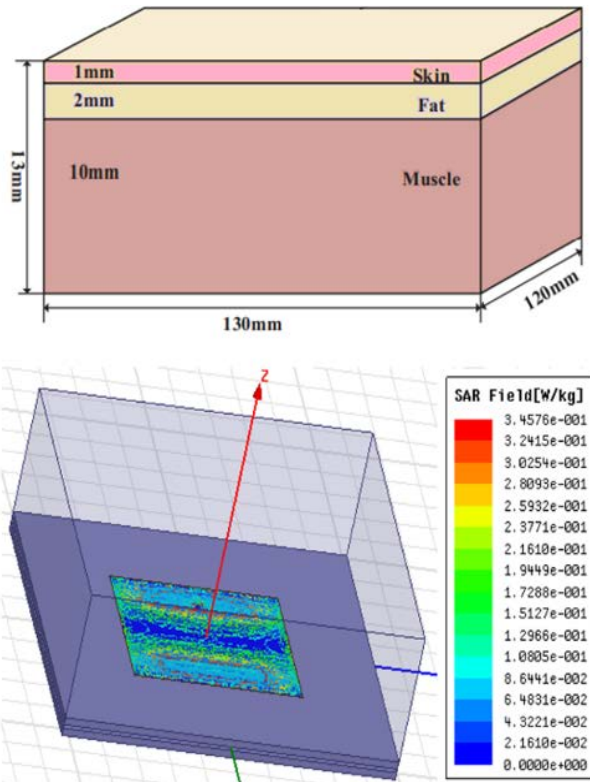 1mm
Skin
2mm
Fat
10mm
Muscle
13mm
130mm
120mm
Z
SAR Field[W/kg]
3.4576e-001
3.2415e-001
3.0254e-001
2.8093e-001
2.5932e-001
2.3771e-001
2.1610e-001
1.9449e-001
1.7288e-001
1.5127e-001
1.2966e-001
1.0805e-001
8.6441e-002
6.4831e-002
4.3221e-002
2.1610e-002
0.0000e+000